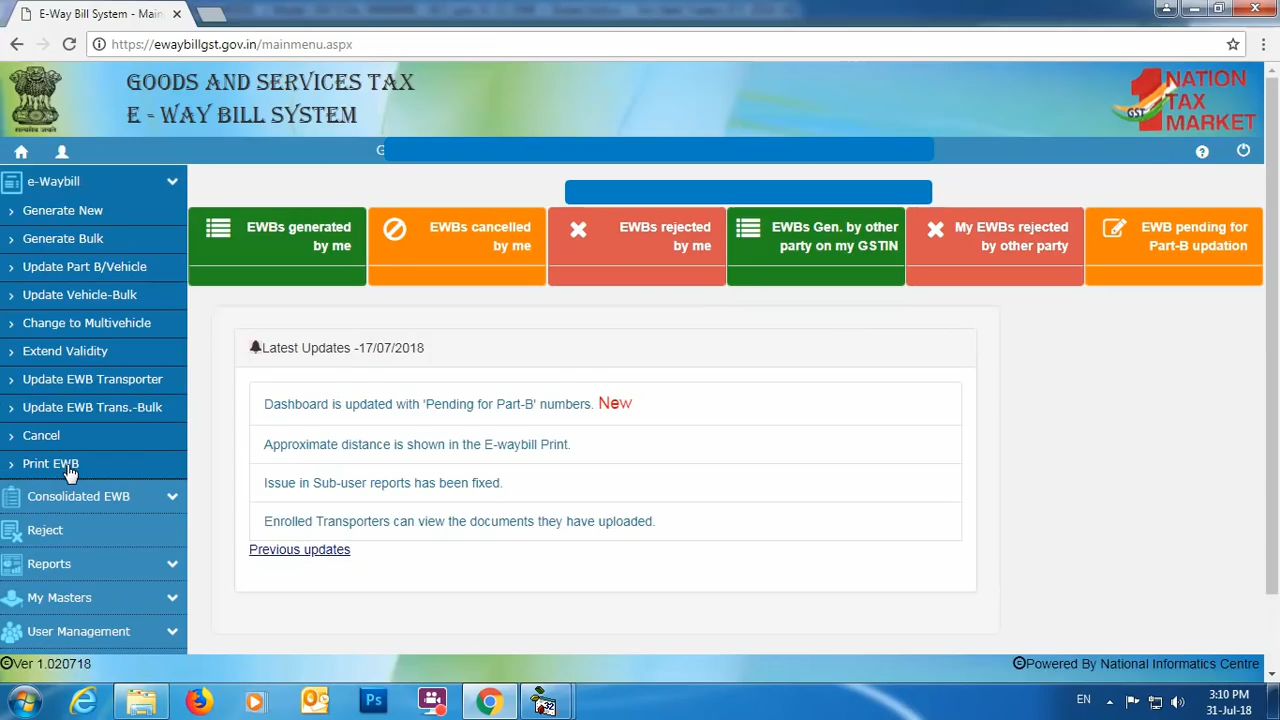 E-Way Bill System - Main
https://ewaybillgst.gov.in/mainmenu.aspx
सत्यमेव जयते
GOODS AND SERVICES TAX
E - WAY BILL SYSTEM
GST
1 NATION
TAX
MARKET
G
e-Waybill
Generate New
Generate Bulk
Update Part B/Vehicle
Update Vehicle-Bulk
Change to Multivehicle
Extend Validity
Update EWB Transporter
Update EWB Trans.-Bulk
Cancel
Print EWB
Consolidated EWB
Reject
Reports
My Masters
User Management
EWBs generated
by me
EWBs cancelled
by me
EWBs rejected
by me
EWBs Gen. by other
party on my GSTIN
My EWBs rejected
by other party
EWB pending for
Part-B updation
Latest Updates -17/07/2018
Dashboard is updated with 'Pending for Part-B' numbers. New
Approximate distance is shown in the E-waybill Print.
Issue in Sub-user reports has been fixed.
Enrolled Transporters can view the documents they have uploaded.
Previous updates
©Ver 1.020718
©Powered By National Informatics Centre
Ps
32
EN
3:10 PM
31-Jul-18